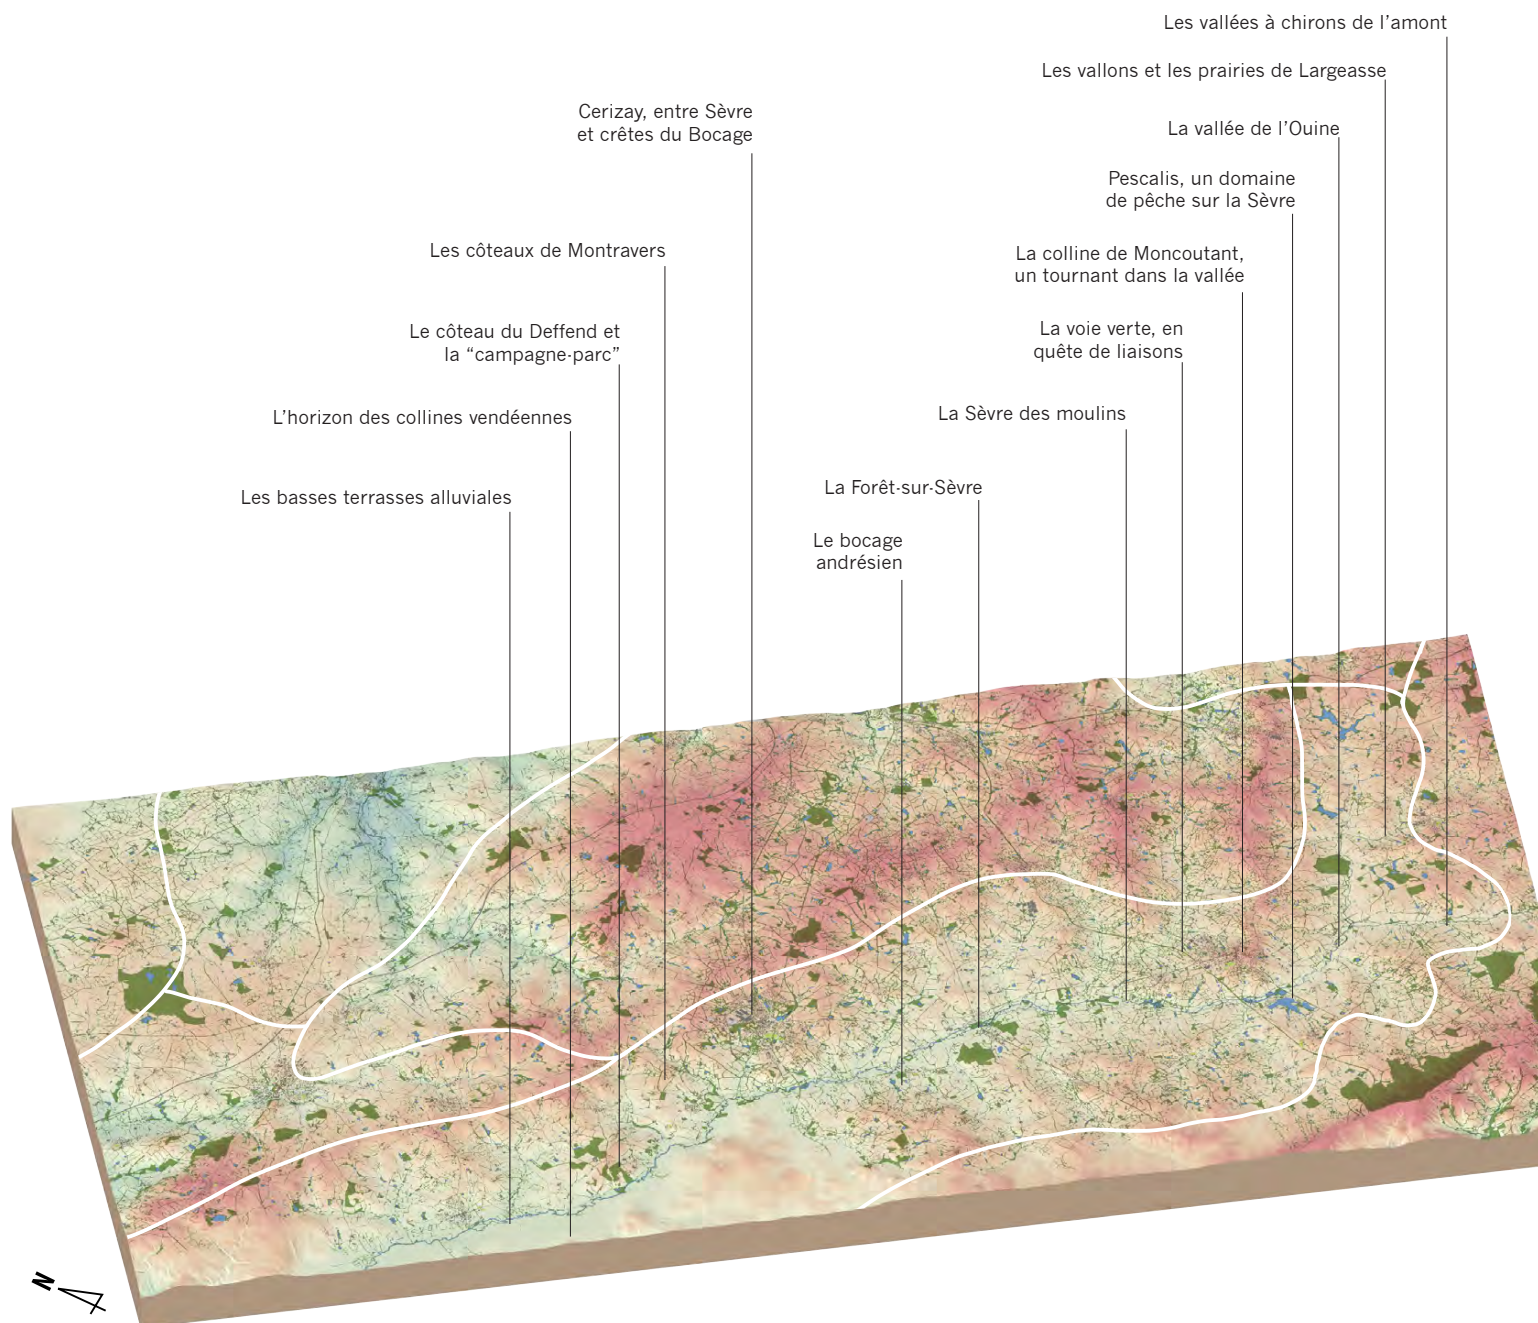 Les vallées à chirons de l’amont
Les vallons et les prairies de Largeasse
Cerizay, entre Sèvre
et crêtes du Bocage
La vallée de l’Ouine
Pescalis, un domaine
de pêche sur la Sèvre
Les côteaux de Montravers
La colline de Moncoutant,
un tournant dans la vallée
Le côteau du Deffend et
la “campagne-parc”
La voie verte, en
quête de liaisons
L’horizon des collines vendéennes
La Sèvre des moulins
Les basses terrasses alluviales
La Forêt-sur-Sèvre
Le bocage
andrésien
N